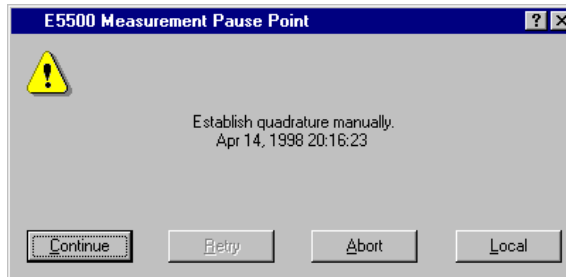 E5500 Measurement Pause Point
Establish quadrature manually.
Apr 14, 1998 20:16:23
Continue Retry Abort Local